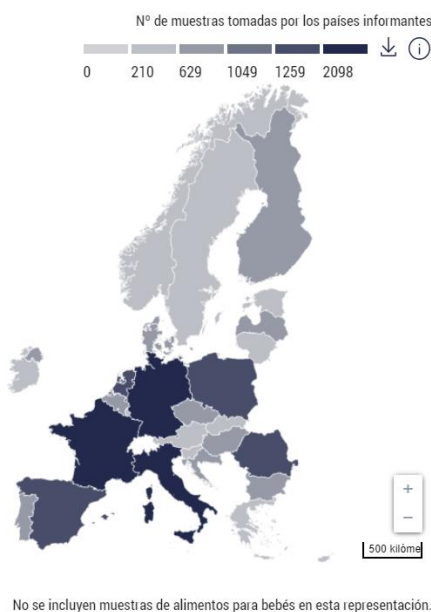 Nº de muestras tomadas por los países informantes
0 210 629 1049 1259 2098
+
−
500 kilóme
No se incluyen muestras de alimentos para bebés en esta representación.